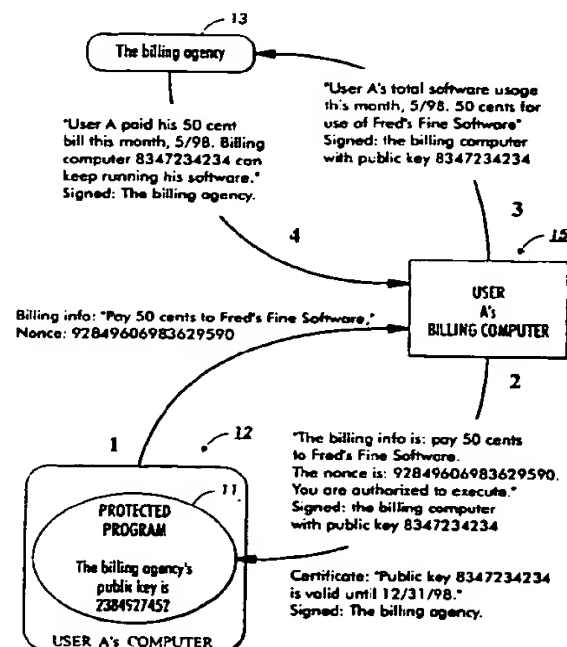 13
The billing agency
"User A's total software usage
this month, 5/98. 50 cents for
use of Fred's Fine Software"
Signed: the billing computer
with public key 8347234234
"User A paid his 50 cent
bill this month, 5/98. Billing
computer 8347234234 can
keep running his software."
Signed: The billing agency.
3
4
15
USER
A's
BILLING COMPUTER
Billing info: "Pay 50 cents to Fred's Fine Software,"
Nonce: 92849606983629590
2
1
12
"The billing info is: pay 50 cents
to Fred's Fine Software.
The nonce is: 92849606983629590.
You are authorized to execute."
Signed: the billing computer
with public key 8347234234
11
PROTECTED
PROGRAM
The billing agency's
public key is
2384927452
Certificate: "Public key 8347234234
is valid until 12/31/98."
Signed: The billing agency.
USER A's COMPUTER